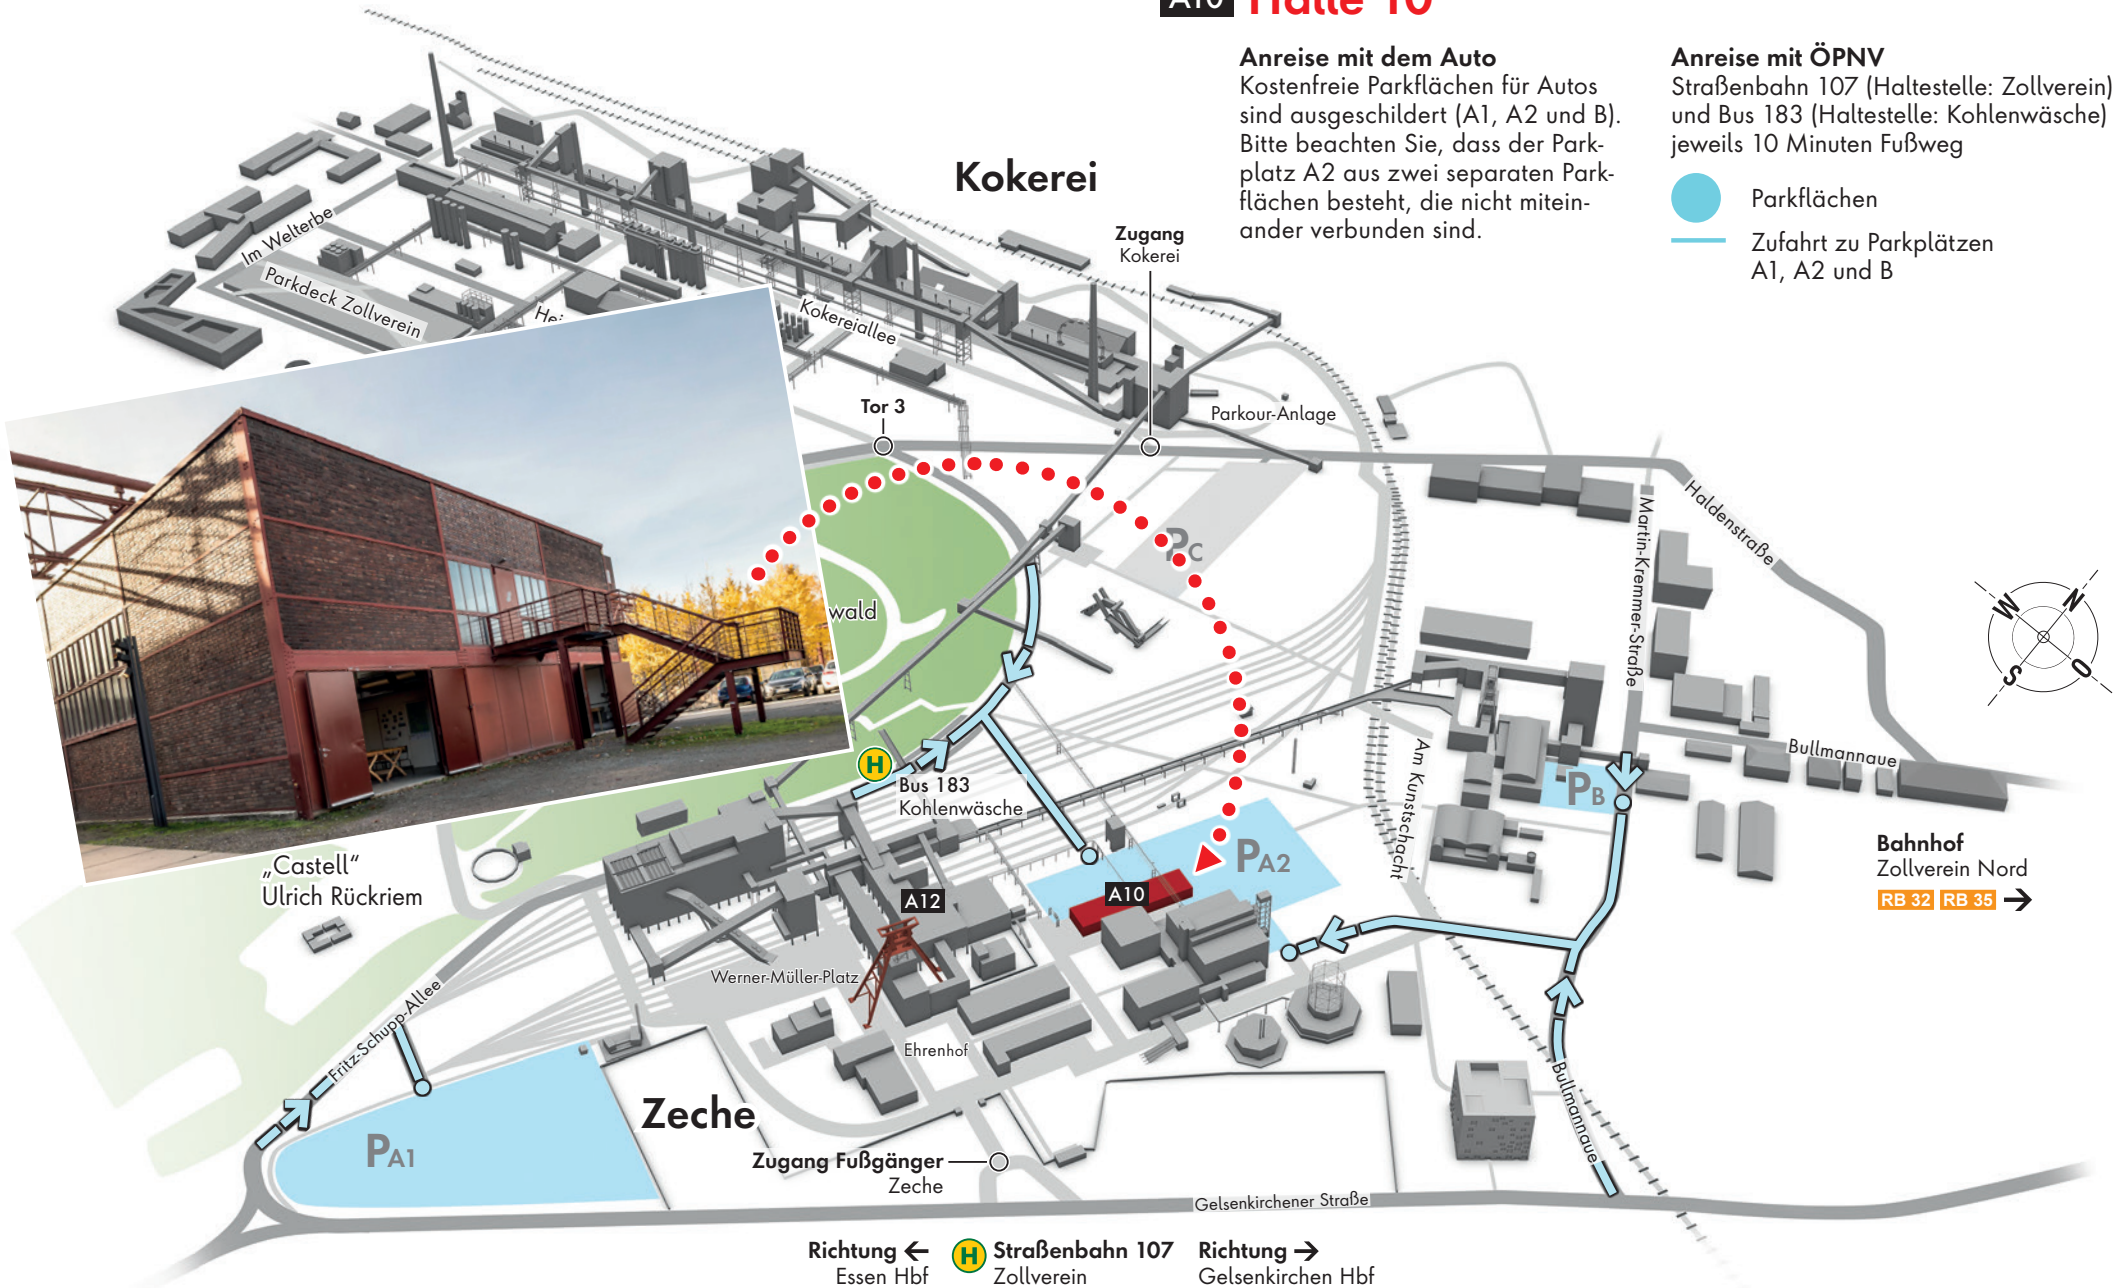 A10 Halle 10
Anreise mit dem Auto
Kostenfreie Parkflächen für Autos
sind ausgeschildert (A1, A2 und B).
Bitte beachten Sie, dass der Park-
platz A2 aus zwei separaten Park-
flächen besteht, die nicht mitein-
ander verbunden sind.
Anreise mit ÖPNV
Straßenbahn 107 (Haltestelle: Zollverein)
und Bus 183 (Haltestelle: Kohlenwäsche)
jeweils 10 Minuten Fußweg
Parkflächen
Zufahrt zu Parkplätzen
A1, A2 und B
Kokerei
Zugang
Kokerei
Im Welterbe
Parkdeck Zollverein
Hei
Kokereiallee
Tor 3
Parkour-Anlage
PC
Haldenstraße
Martin-Kremmer-Straße
wald
N
W
O
S
H
Bus 183
Kohlenwäsche
Am Kunstschacht
Bullmannaue
PB
PA2
A10
A12
Bahnhof
Zollverein Nord
RB 32 RB 35 →
„Castell“
Ulrich Rückriem
Werner-Müller-Platz
Fritz-Schupp-Allee
Ehrenhof
Zeche
PA1
Bullmannaue
Zugang Fußgänger
Zeche
Gelsenkirchener Straße
Richtung ←
Essen Hbf
H
Straßenbahn 107
Zollverein
Richtung →
Gelsenkirchen Hbf